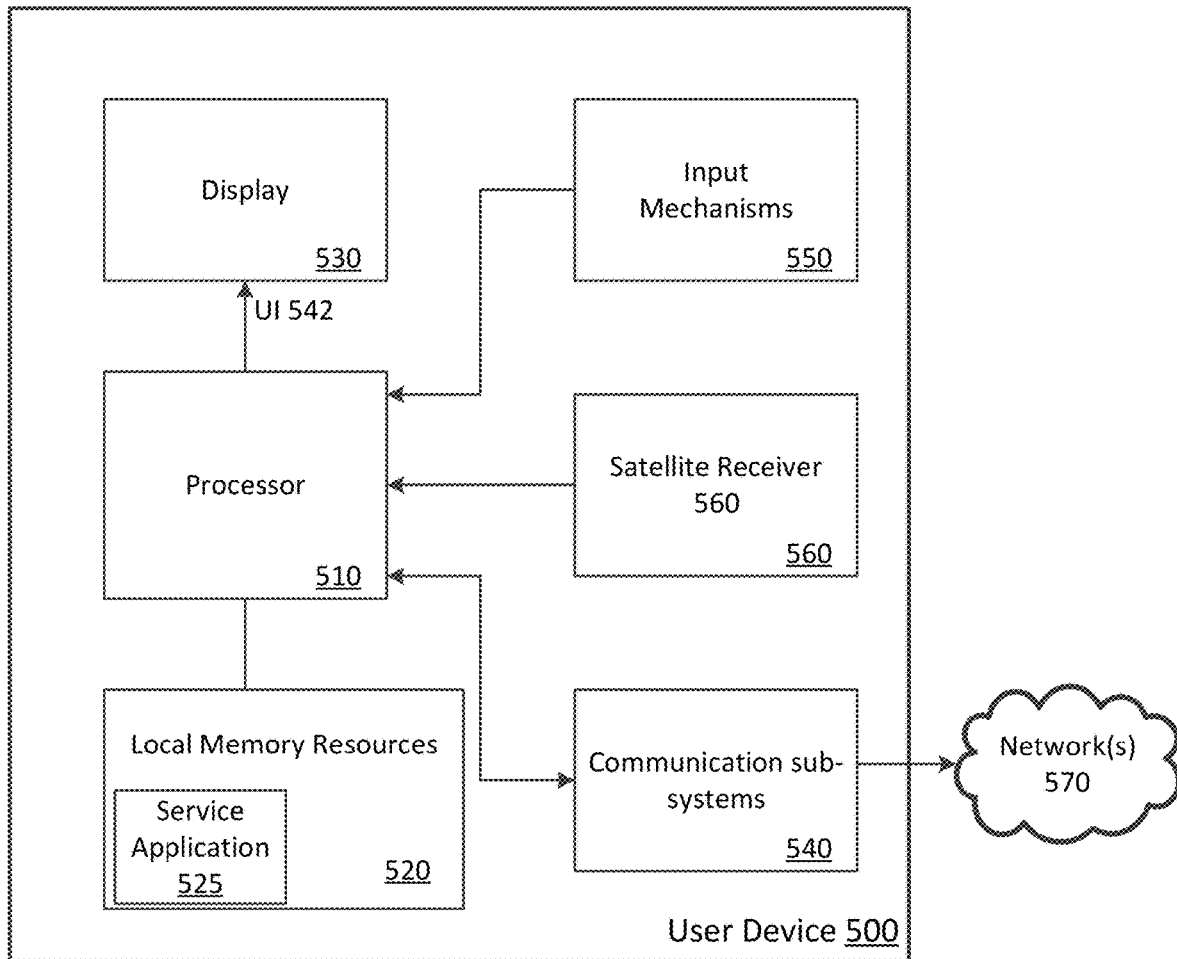 Display
530
Input
Mechanisms
550
UI 542
Processor
510
Satellite Receiver
560
560
Local Memory Resources
Service
Application
525
520
Communication sub-
systems
540
Network(s)
570
User Device 500